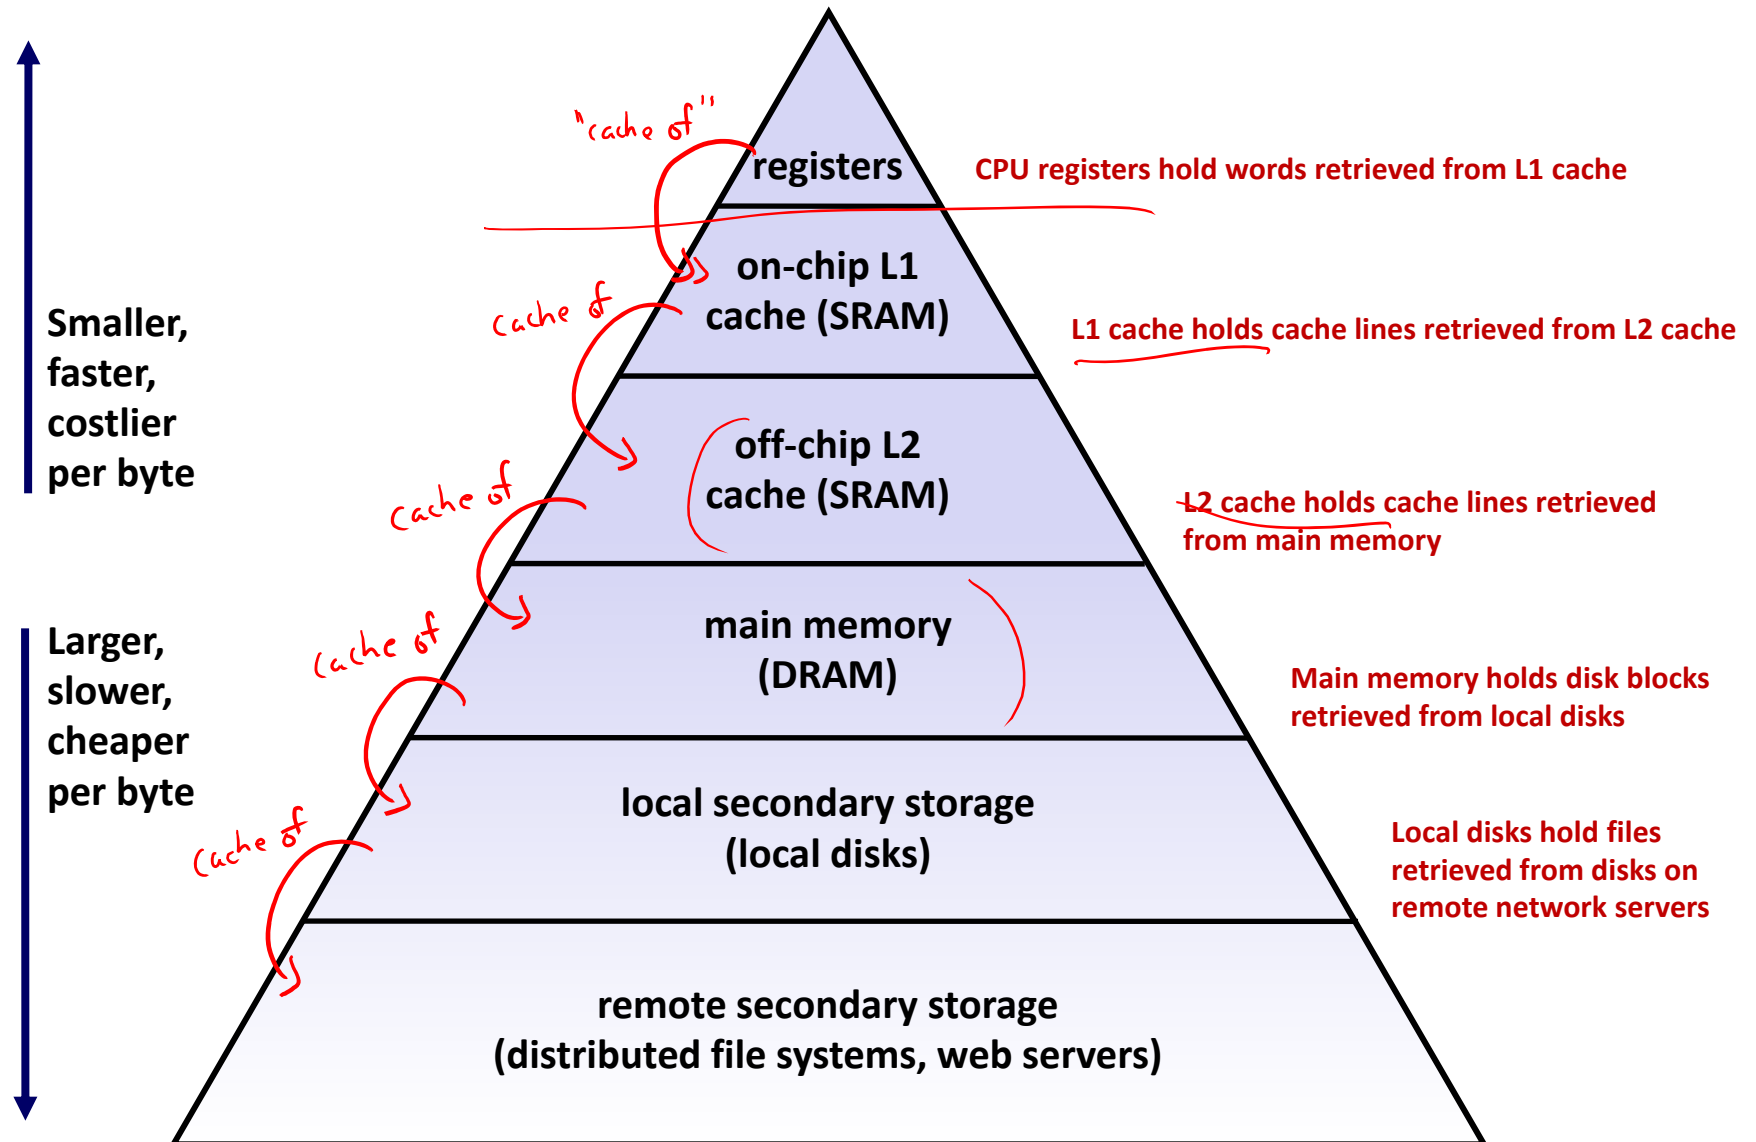 "cache of"
registers
CPU registers hold words retrieved from L1 cache
on-chip L1
cache (SRAM)
cache of
L1 cache holds cache lines retrieved from L2 cache
Smaller,
faster,
costlier
per byte
off-chip L2
cache (SRAM)
cache of
L2 cache holds cache lines retrieved
from main memory
main memory
(DRAM)
cache of
Larger,
slower,
cheaper
per byte
Main memory holds disk blocks
retrieved from local disks
local secondary storage
(local disks)
cache of
Local disks hold files
retrieved from disks on
remote network servers
remote secondary storage
(distributed file systems, web servers)